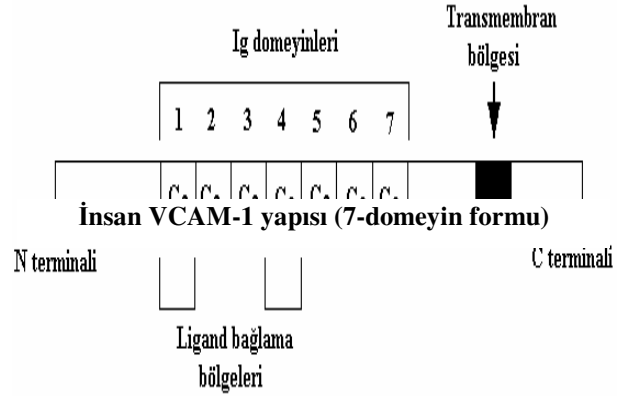 Transmembran
bölgesi
Ig domeyinleri
1 2 3 4 5 6 7
İnsan VCAM-1 yapısı (7-domeyin formu)
N terminali
C terminali
Ligand bağlama
bölgeleri